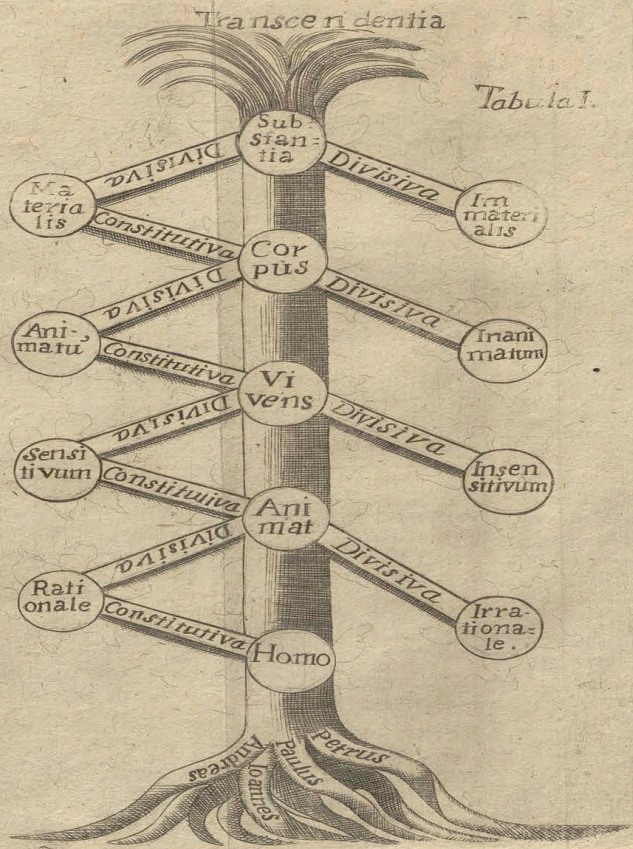 Transcendentia
Tabula I.
Sub-
stan=
tia
Divisiva
Divisiva
Ma
teria
lis
Im
materi
alis
Constitutiva
Cor
pus
Divisiva
Divisiva
Ani-
matū
Inani
matum
Constitutiva
Vi
vens
Divisiva
Divisiva
Sensi
tivum
Insen
sitivum
Constitutiva
Ani
mat
Divisiva
Divisiva
Rati
onale
Irra-
tiona=
le.
Constitutiva
Homo
Andreas
Ioannes
Paulus
Petrus